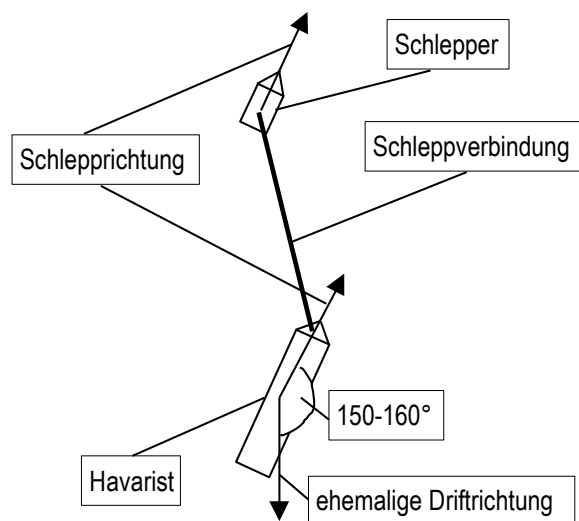 Schlepper
Schlepprichtung
Schleppverbindung
150-160°
Havarist
ehemalige Driftrichtung